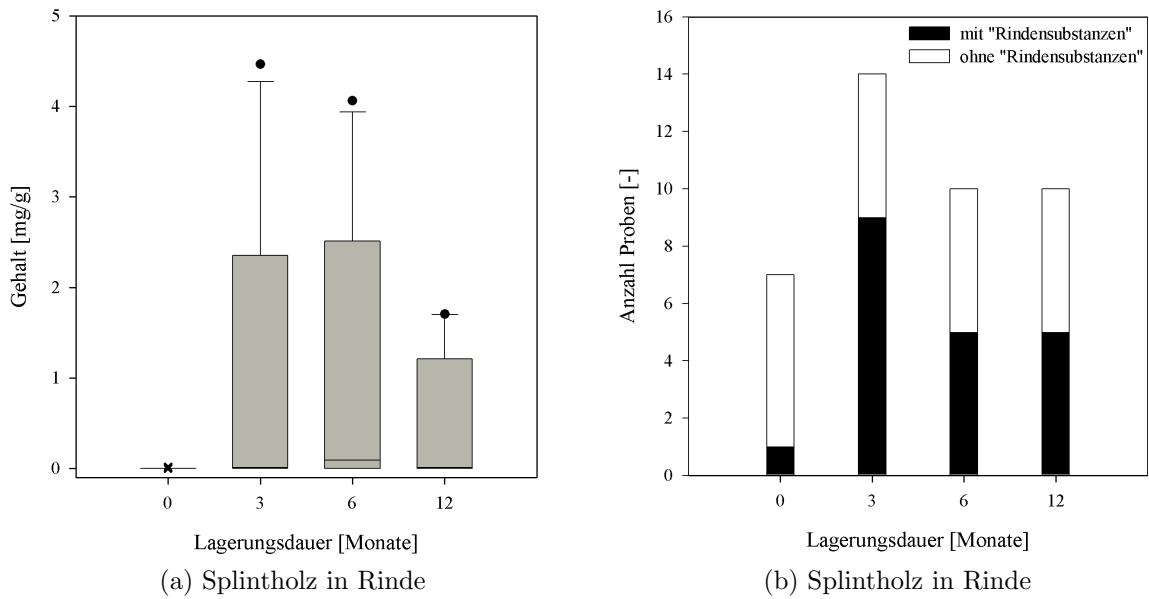 5
4
3
2
1
0
Gehalt [mg/g]
0 3 6 12
Lagerungsdauer [Monate]
(a) Splintholz in Rinde
16
14
12
10
8
6
4
2
0
Anzahl Proben [-]
mit "Rindensubstanzen"
ohne "Rindensubstanzen"
0 3 6 12
Lagerungsdauer [Monate]
(b) Splintholz in Rinde